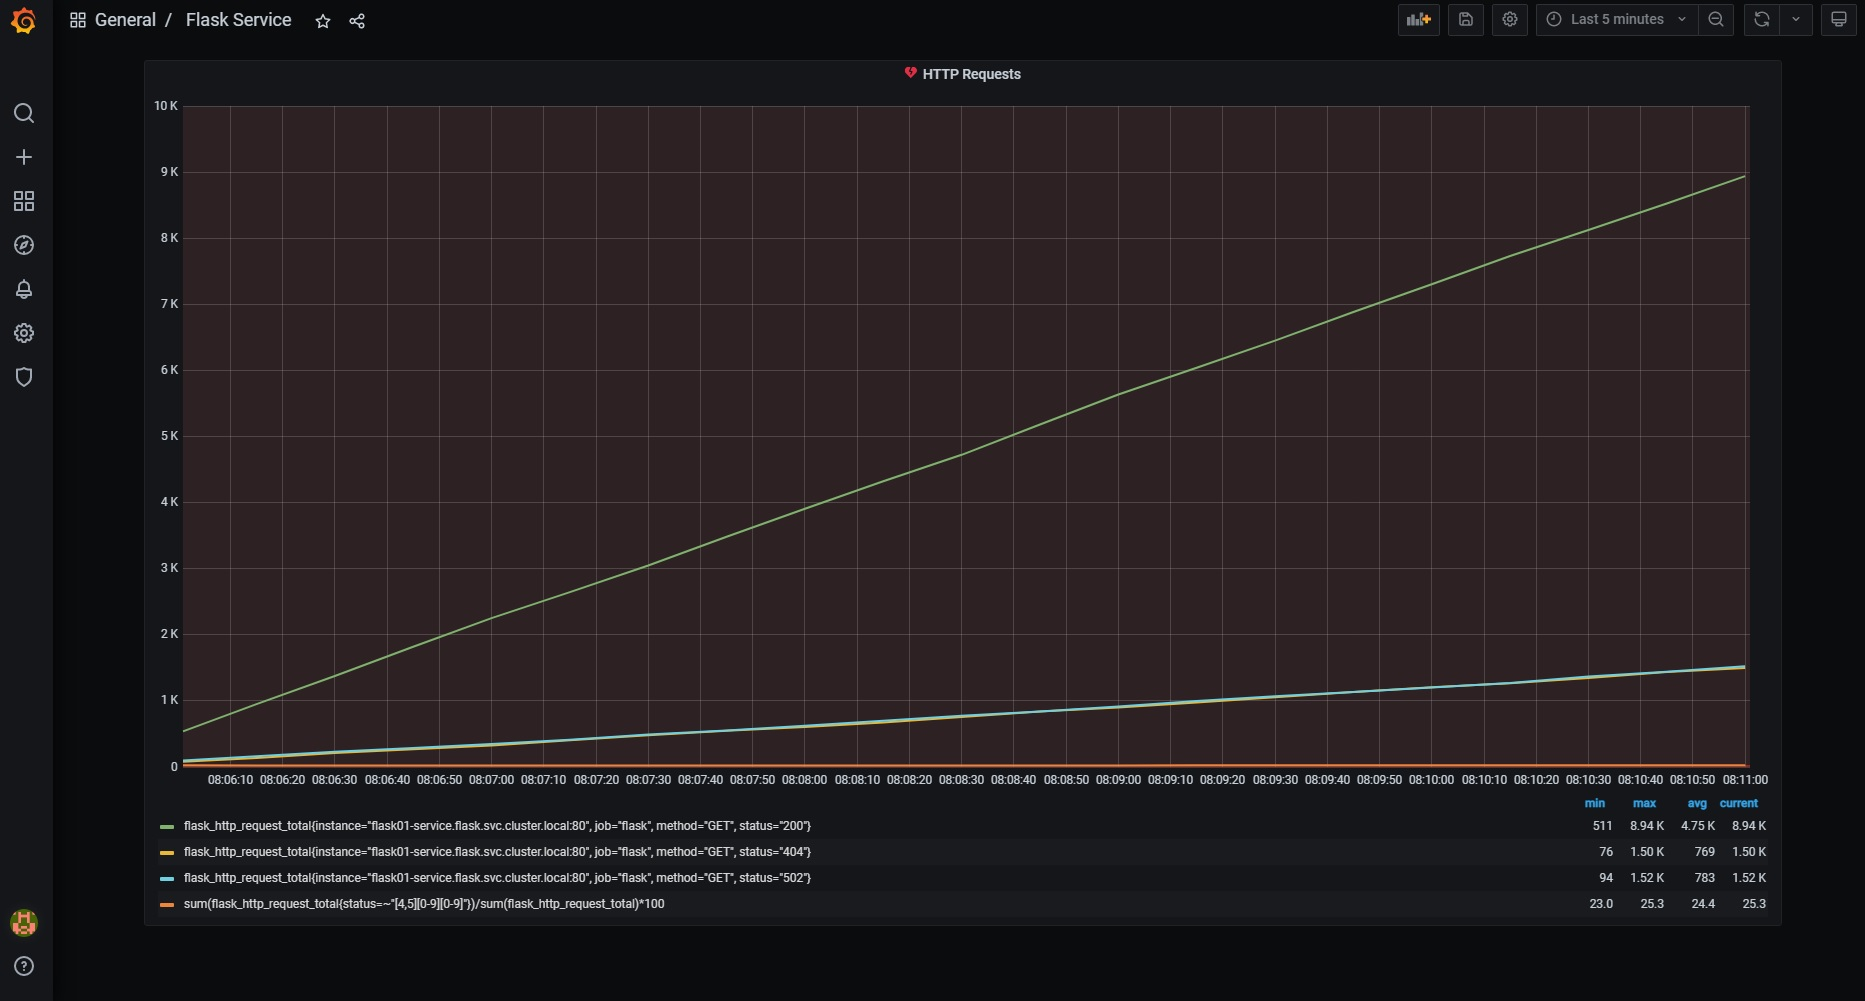 General / Flask Service
Last 5 minutes
HTTP Requests
10 K
9 K
8 K
7 K
6 K
5 K
4 K
3 K
2 K
1 K
0
08:06:10 08:06:20 08:06:30 08:06:40 08:06:50 08:07:00 08:07:10 08:07:20 08:07:30 08:07:40 08:07:50 08:08:00 08:08:10 08:08:20 08:08:30 08:08:40 08:08:50 08:09:00 08:09:10 08:09:20 08:09:30 08:09:40 08:09:50 08:10:00 08:10:10 08:10:20 08:10:30 08:10:40 08:10:50 08:11:00
min max avg current
flask_http_request_total{instance="flask01-service.flask.svc.cluster.local:80", job="flask", method="GET", status="200"} 511 8.94 K 4.75 K 8.94 K
flask_http_request_total{instance="flask01-service.flask.svc.cluster.local:80", job="flask", method="GET", status="404"} 76 1.50 K 769 1.50 K
flask_http_request_total{instance="flask01-service.flask.svc.cluster.local:80", job="flask", method="GET", status="502"} 94 1.52 K 783 1.52 K
sum(flask_http_request_total{status=~"[4,5][0-9][0-9]"})/sum(flask_http_request_total)*100 23.0 25.3 24.4 25.3